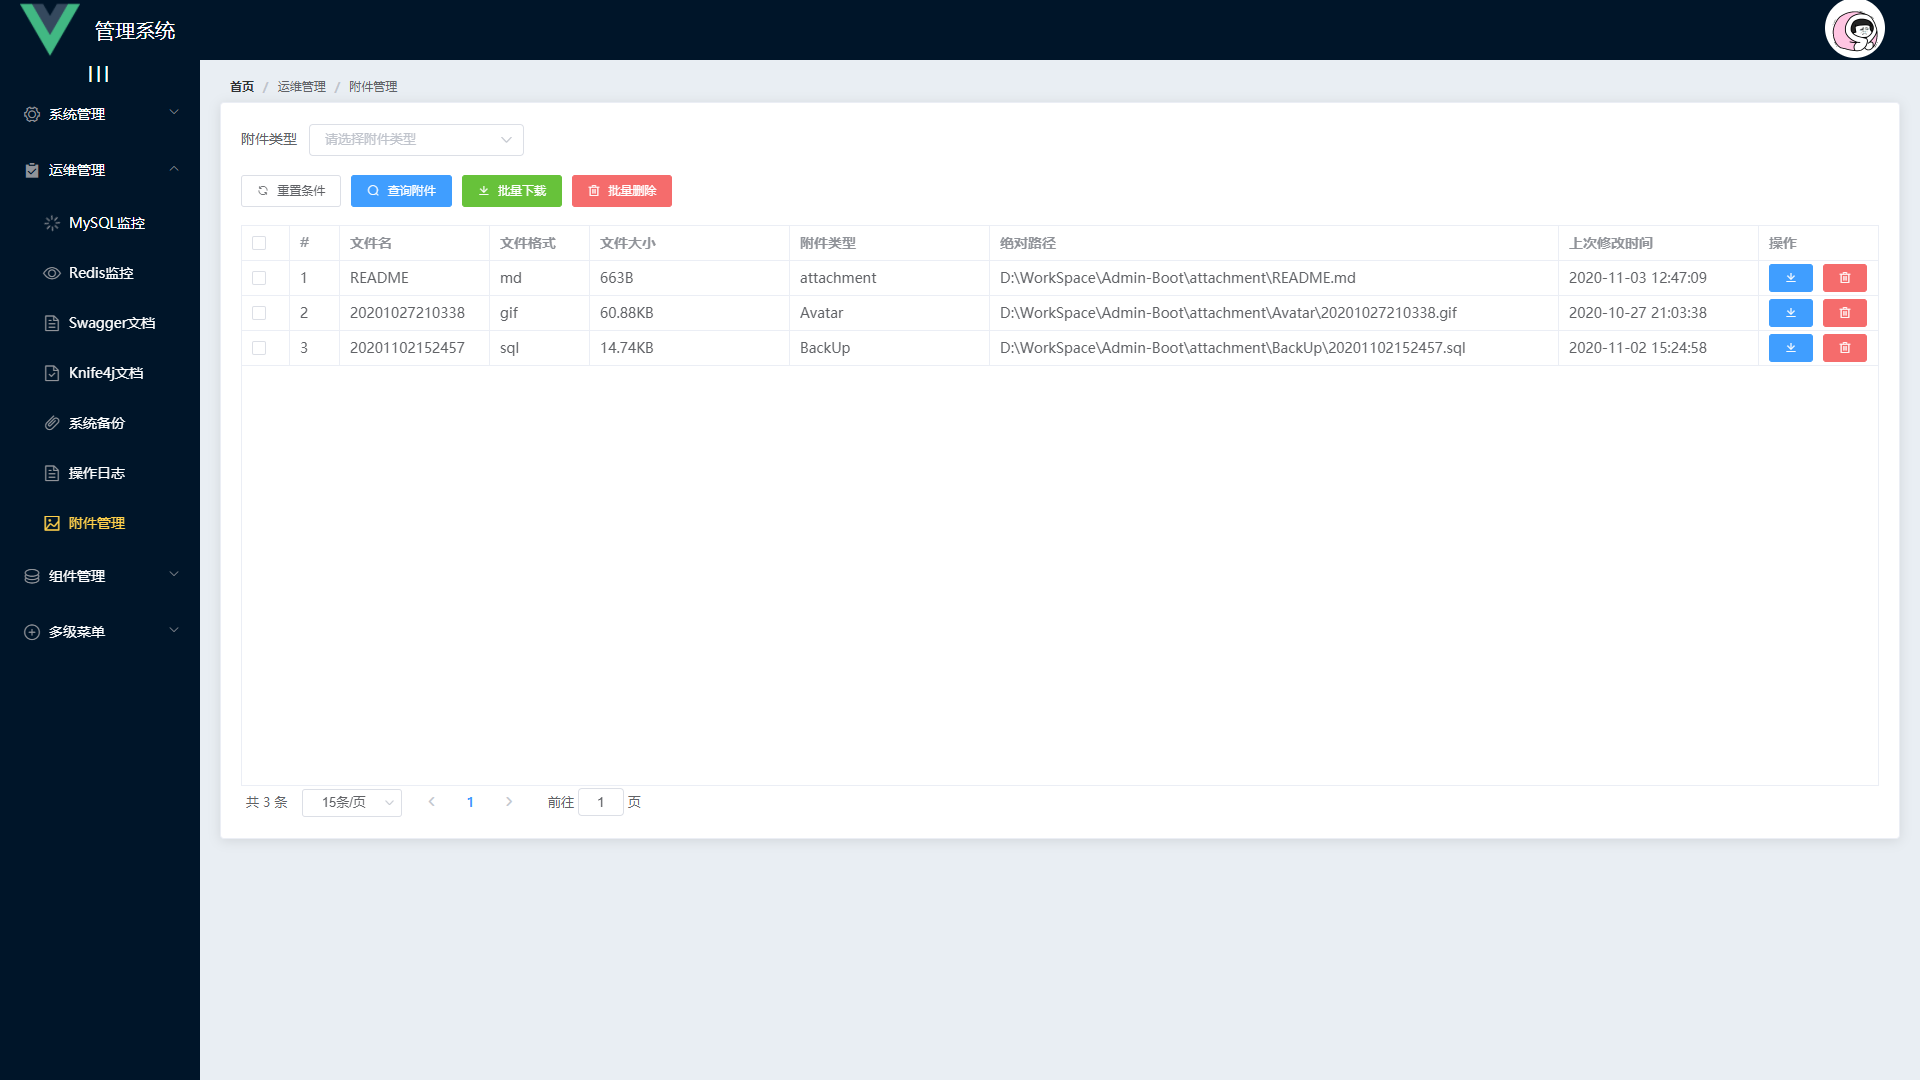 管理系统
系统管理
运维管理
MySQL监控
Redis监控
Swagger文档
Knife4j文档
系统备份
操作日志
附件管理
组件管理
多级菜单
首页 / 运维管理 / 附件管理
附件类型 请选择附件类型
重置条件 查询附件 批量下载 批量删除
# 文件名 文件格式 文件大小 附件类型 绝对路径 上次修改时间 操作
1 README md 663B attachment D:\WorkSpace\Admin-Boot\attachment\README.md 2020-11-03 12:47:09
2 20201027210338 gif 60.88KB Avatar D:\WorkSpace\Admin-Boot\attachment\Avatar\20201027210338.gif 2020-10-27 21:03:38
3 20201102152457 sql 14.74KB BackUp D:\WorkSpace\Admin-Boot\attachment\BackUp\20201102152457.sql 2020-11-02 15:24:58
共 3 条 15条/页 1 前往 1 页